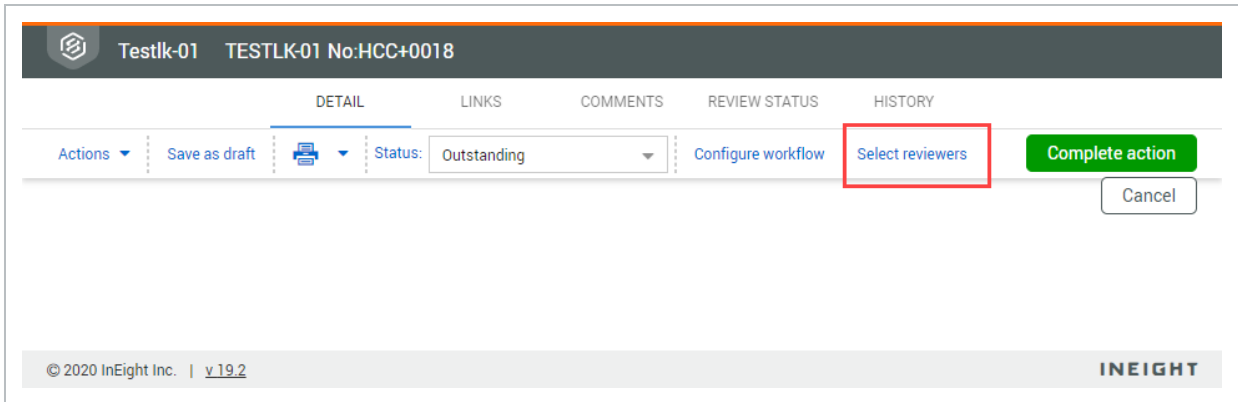 Testlk-01 TESTLK-01 No:HCC+0018
DETAIL LINKS COMMENTS REVIEW STATUS HISTORY
Actions Save as draft Status: Outstanding Configure workflow Select reviewers Complete action
Cancel
© 2020 InEight Inc. | v 19.2 INEIGHT